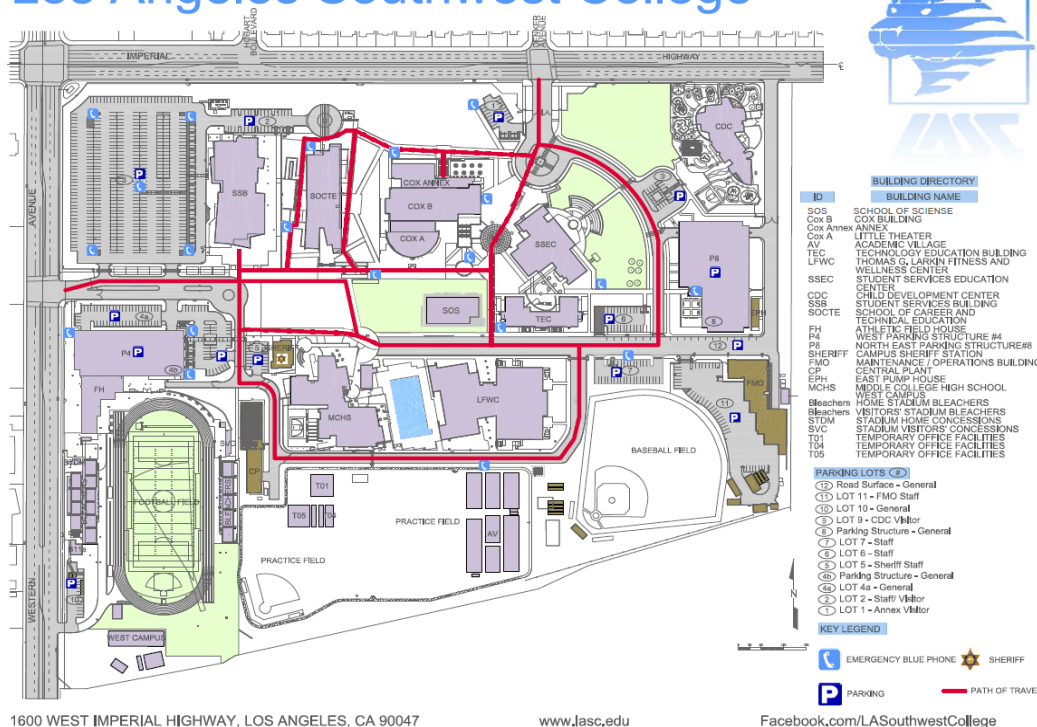 Los Angeles Southwest College
HOBART
BOULEVARD
AVENUE
IMPERIAL
HIGHWAY
CDC
COX ANNEX
SSB
SOCTE
COX B
COX A
SSEC
AVENUE
P8
SOS
TEC
EPH
P4
SHERIFF
FMO
FH
MCHS
LFWC
SVC
CP
BASEBALL FIELD
T01
FOOTBALL FIELD
BLEACHERS
T05
T04
PRACTICE FIELD
AV
PRACTICE FIELD
WESTERN
WEST CAMPUS
N
LASC
BUILDING DIRECTORY
ID BUILDING NAME
SOS SCHOOL OF SCIENSE
Cox B COX BUILDING
Cox Annex ANNEX
Cox A LITTLE THEATER
AV ACADEMIC VILLAGE
TEC TECHNOLOGY EDUCATION BUILDING
LFWC THOMAS G, LARKIN FITNESS AND
WELLNESS CENTER
SSEC STUDENT SERVICES EDUCATION
CENTER
CDC CHILD DEVELOPMENT CENTER
SSB STUDENT SERVICES BUILDING
SOCTE SCHOOL OF CAREER AND
TECHNICAL EDUCATION
FH ATHLETIC FIELD HOUSE
P4 WEST PARKING STRUCTURE #4
P8 NORTH EAST PARKING STRUCTURE#8
SHERIFF CAMPUS SHERIFF STATION
FMO MAINTENANCE / OPERATIONS BUILDING
CP CENTRAL PLANT
EPH EAST PUMP HOUSE
MCHS MIDDLE COLLEGE HIGH SCHOOL
WEST CAMPUS
Bleachers HOME STADIUM BLEACHERS
Bleachers VISITORS' STADIUM BLEACHERS
STDM STADIUM HOME CONCESSIONS
SVC STADIUM VISITORS' CONCESSIONS
T01 TEMPORARY OFFICE FACILITIES
T04 TEMPORARY OFFICE FACILITIES
T05 TEMPORARY OFFICE FACILITIES
PARKING LOTS #
12 Road Surface - General
11 LOT 11 - FMO Staff
10 LOT 10 - General
9 LOT 9 - CDC Visitor
8 Parking Structure - General
7 LOT 7 - Staff
6 LOT 6 - Staff
5 LOT 5 - Sheriff Staff
4b Parking Structure - General
4a LOT 4a - General
2 LOT 2 - Staff/ Visitor
1 LOT 1 - Annex Visitor
KEY LEGEND
EMERGENCY BLUE PHONE
SHERIFF
P PARKING
PATH OF TRAVE
1600 WEST IMPERIAL HIGHWAY, LOS ANGELES, CA 90047
www.lasc.edu
Facebook.com/LASouthwestCollege